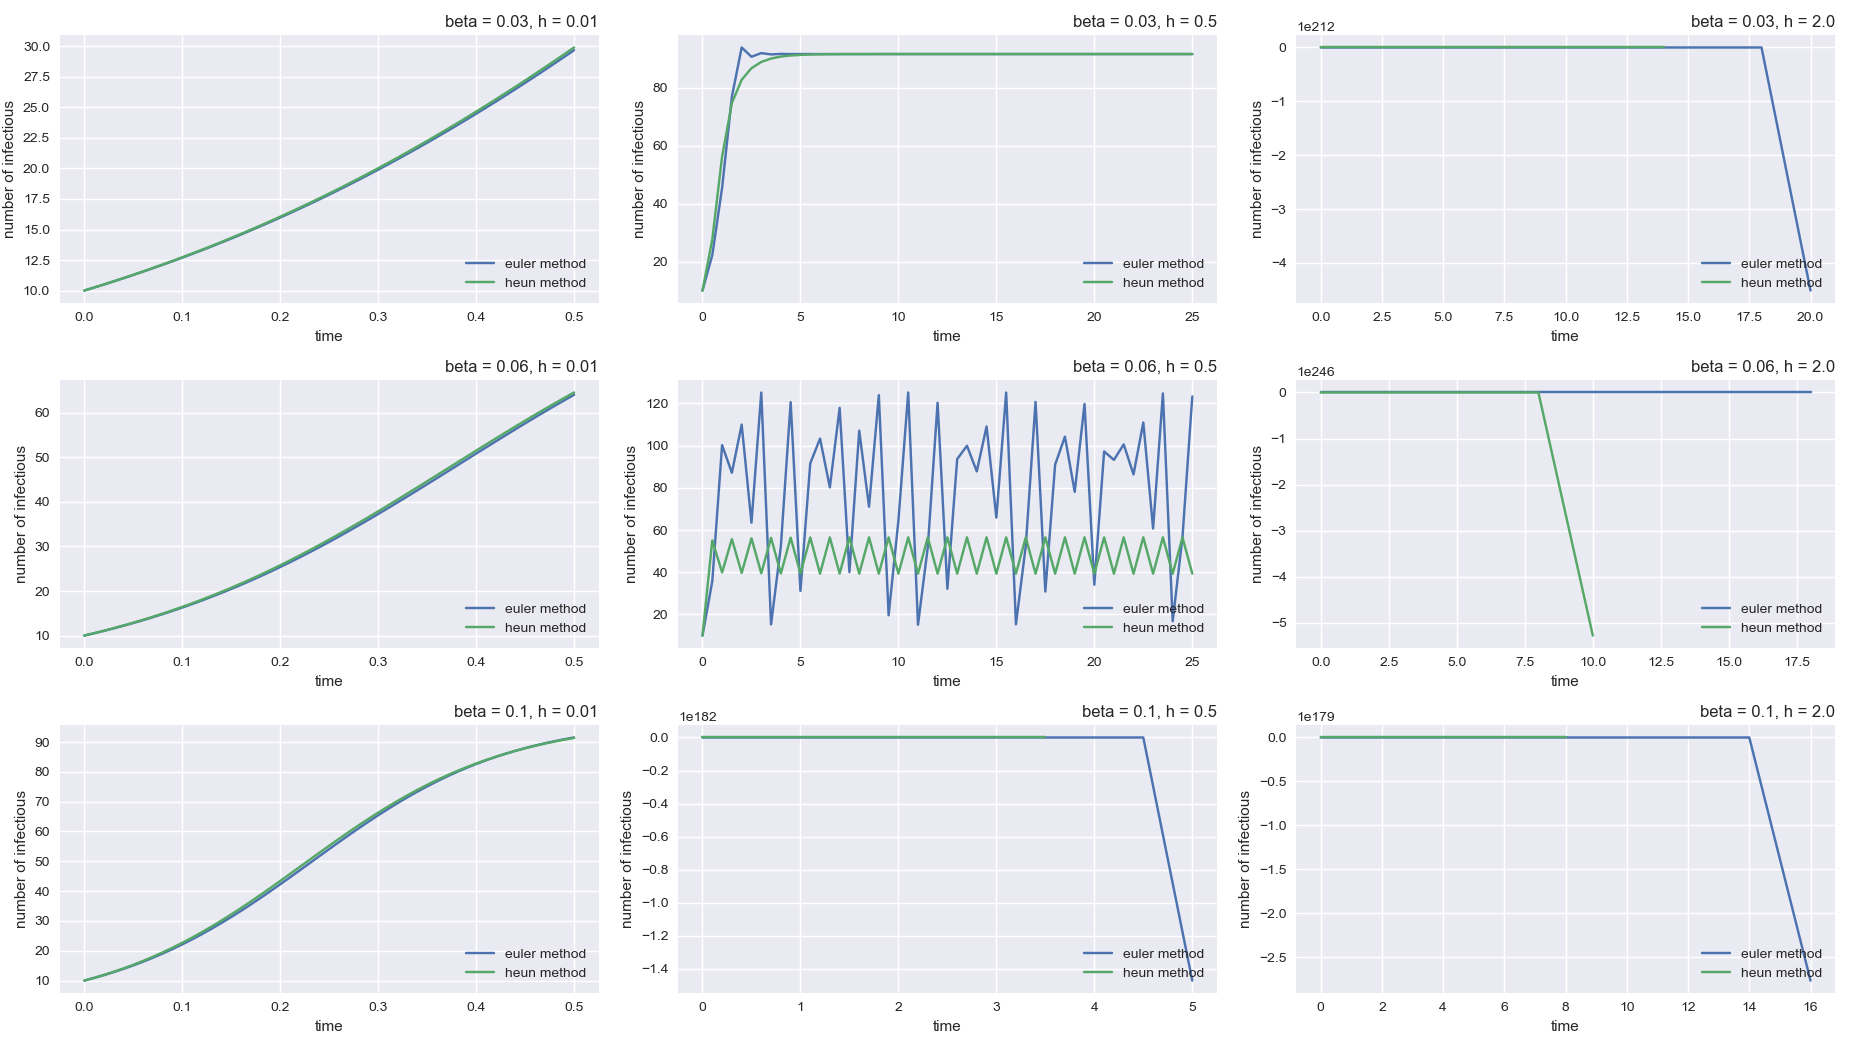 beta = 0.03, h = 0.01
number of infectious
30.0
27.5
25.0
22.5
20.0
17.5
15.0
12.5
10.0
euler method
heun method
0.0 0.1 0.2 0.3 0.4 0.5
time
beta = 0.03, h = 0.5
number of infectious
80
60
40
20
euler method
heun method
0 5 10 15 20 25
time
1e212
beta = 0.03, h = 2.0
number of infectious
0
−1
−2
−3
−4
euler method
heun method
0.0 2.5 5.0 7.5 10.0 12.5 15.0 17.5 20.0
time
beta = 0.06, h = 0.01
number of infectious
60
50
40
30
20
10
euler method
heun method
0.0 0.1 0.2 0.3 0.4 0.5
time
beta = 0.06, h = 0.5
number of infectious
120
100
80
60
40
20
euler method
heun method
0 5 10 15 20 25
time
1e246
beta = 0.06, h = 2.0
number of infectious
0
−1
−2
−3
−4
−5
euler method
heun method
0.0 2.5 5.0 7.5 10.0 12.5 15.0 17.5
time
beta = 0.1, h = 0.01
number of infectious
90
80
70
60
50
40
30
20
10
euler method
heun method
0.0 0.1 0.2 0.3 0.4 0.5
time
1e182
beta = 0.1, h = 0.5
number of infectious
0.0
−0.2
−0.4
−0.6
−0.8
−1.0
−1.2
−1.4
euler method
heun method
0 1 2 3 4 5
time
1e179
beta = 0.1, h = 2.0
number of infectious
0.0
−0.5
−1.0
−1.5
−2.0
−2.5
euler method
heun method
0 2 4 6 8 10 12 14 16
time